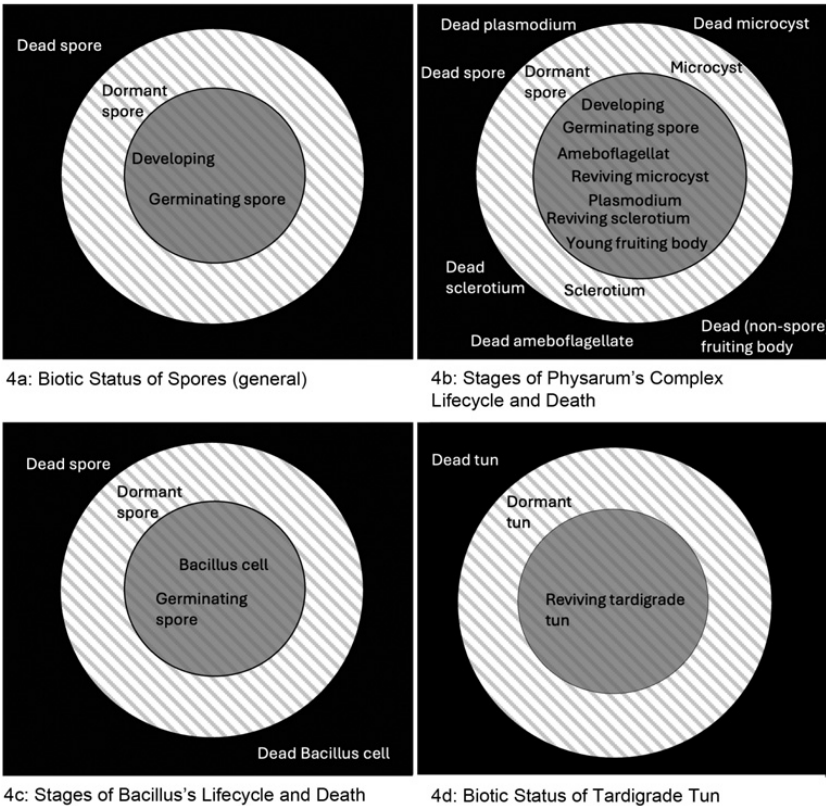 Dead spore
Dormant
spore
Developing
Germinating spore
4a: Biotic Status of Spores (general)
Dead plasmodium
Dead microcyst
Dead spore
Dormant
spore
Microcyst
Developing
Germinating spore
Ameboflagellat
Reviving microcyst
Plasmodium
Reviving sclerotium
Young fruiting body
Dead
sclerotium
Sclerotium
Dead ameboflagellate
Dead (non-spore
fruiting body
4b: Stages of Physarum's Complex
Lifecycle and Death
Dead spore
Dormant
spore
Bacillus cell
Germinating
spore
Dead Bacillus cell
4c: Stages of Bacillus's Lifecycle and Death
Dead tun
Dormant
tun
Reviving tardigrade
tun
4d: Biotic Status of Tardigrade Tun